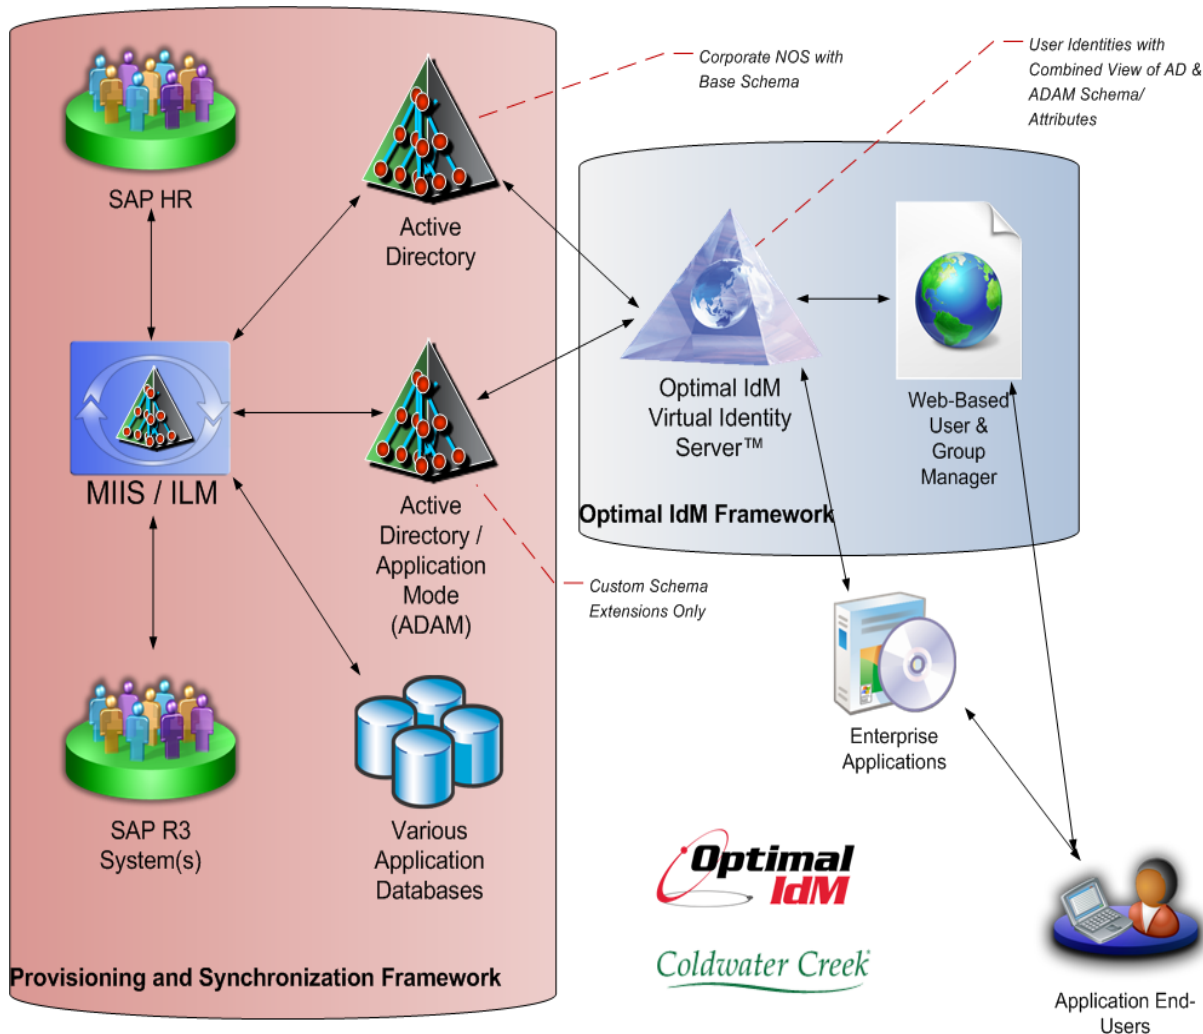 Corporate NOS with
Base Schema
User Identities with
Combined View of AD &
ADAM Schema/
Attributes
SAP HR
Active
Directory
MIIS / ILM
Active
Directory /
Application
Mode
(ADAM)
Optimal IdM
Virtual Identity
Server™
Web-Based
User &
Group
Manager
Optimal IdM Framework
Custom Schema
Extensions Only
Enterprise
Applications
SAP R3
System(s)
Various
Application
Databases
Optimal
IdM
Coldwater Creek®
Provisioning and Synchronization Framework
Application End-
Users